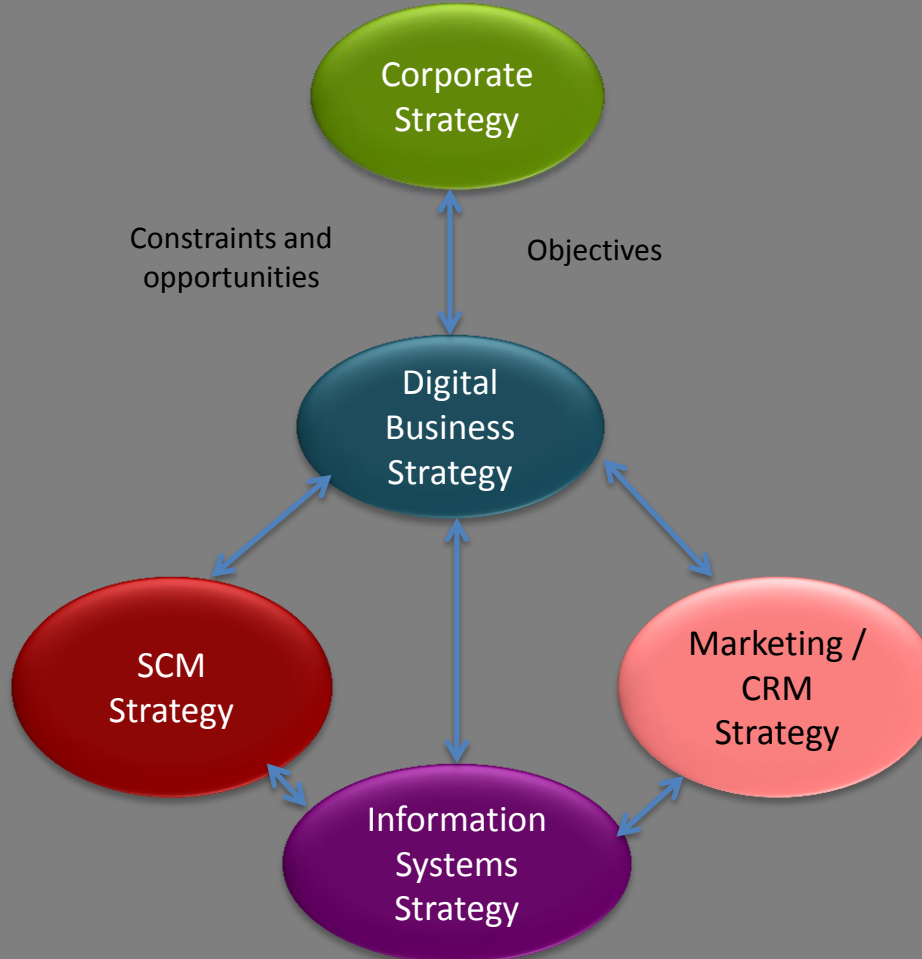 Corporate
Strategy
Constraints and
opportunities
Objectives
Digital
Business
Strategy
SCM
Strategy
Marketing /
CRM
Strategy
Information
Systems
Strategy